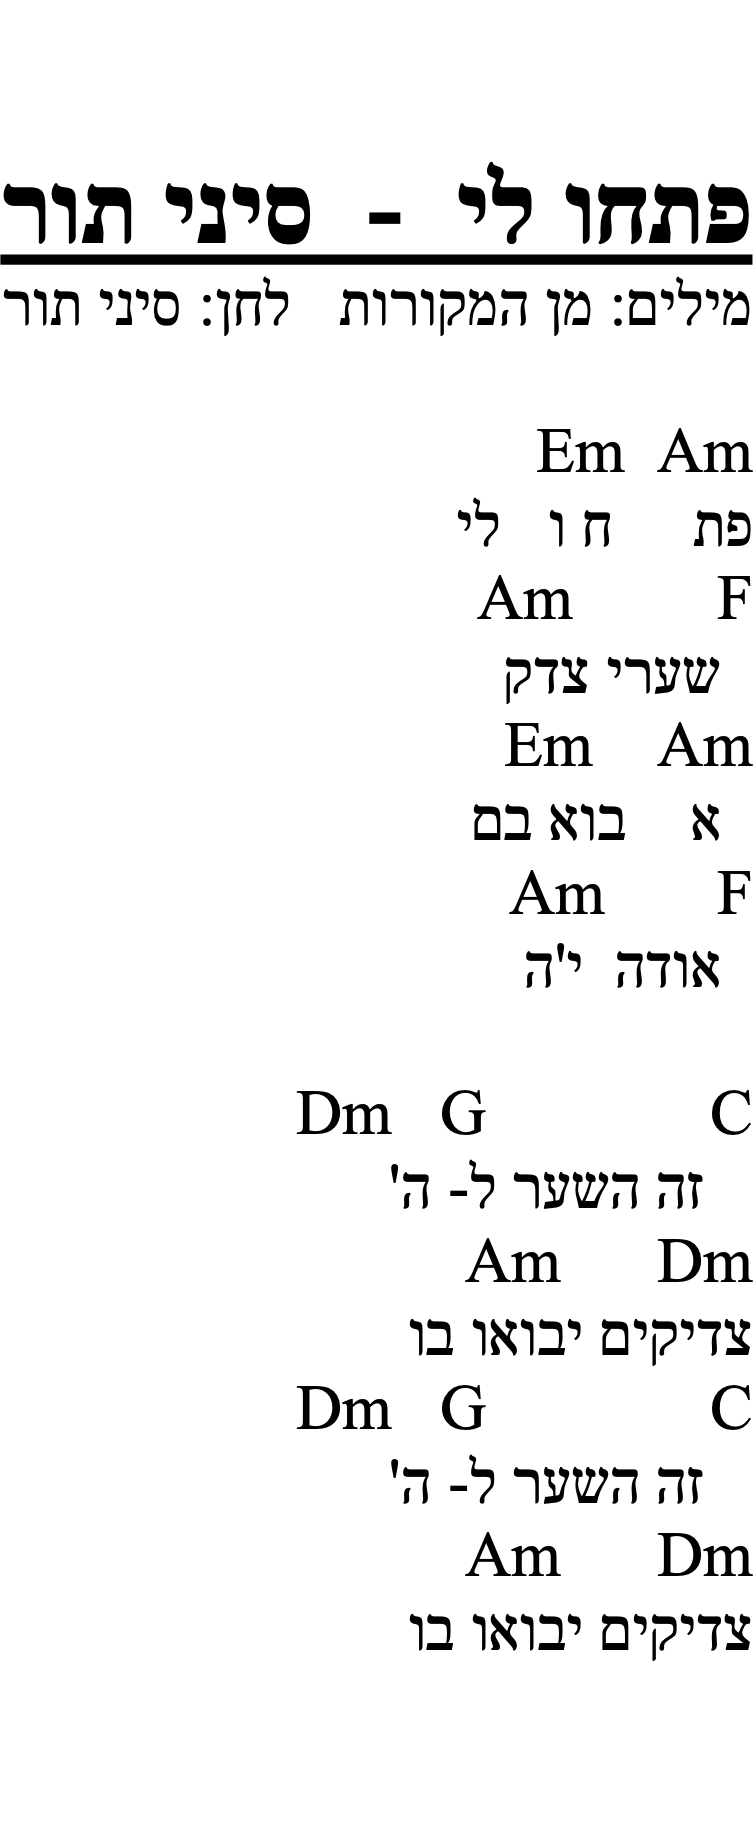 פתחו לי - סיני תור
מילים: מן המקורות לחן: סיני תור
Em Am
פת ח ו לי
Am F
שערי צדק
Em Am
א בוא בם
Am F
אודה י'ה
Dm G C
זה השער ל- ה'
Am Dm
צדיקים יבואו בו
Dm G C
זה השער ל- ה'
Am Dm
צדיקים יבואו בו